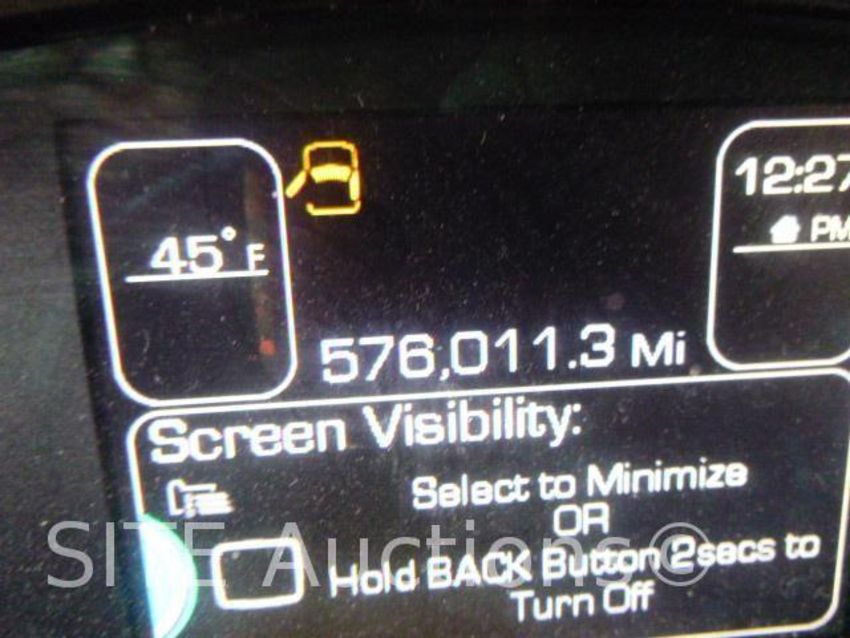 12:27
PM
45°F
576,011.3 Mi
Screen Visibility:
Select to Minimize
OR
Hold BACK Button 2secs to
Turn Off
SITE Auctions©